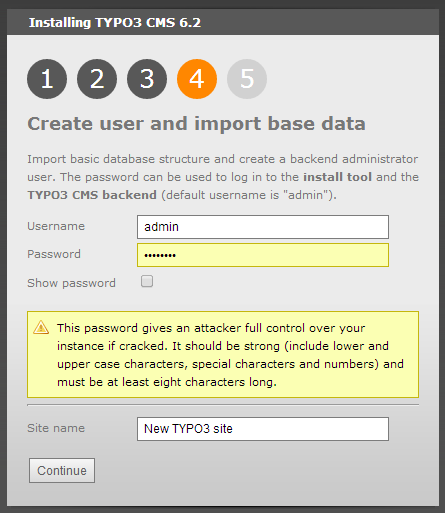 Installing TYPO3 CMS 6.2
1 2 3 4 5
Create user and import base data
Import basic database structure and create a backend administrator
user. The password can be used to log in to the install tool and the
TYPO3 CMS backend (default username is "admin").
Username admin
Password ••••••••
Show password
This password gives an attacker full control over your
instance if cracked. It should be strong (include lower and
upper case characters, special characters and numbers) and
must be at least eight characters long.
Site name New TYPO3 site
Continue